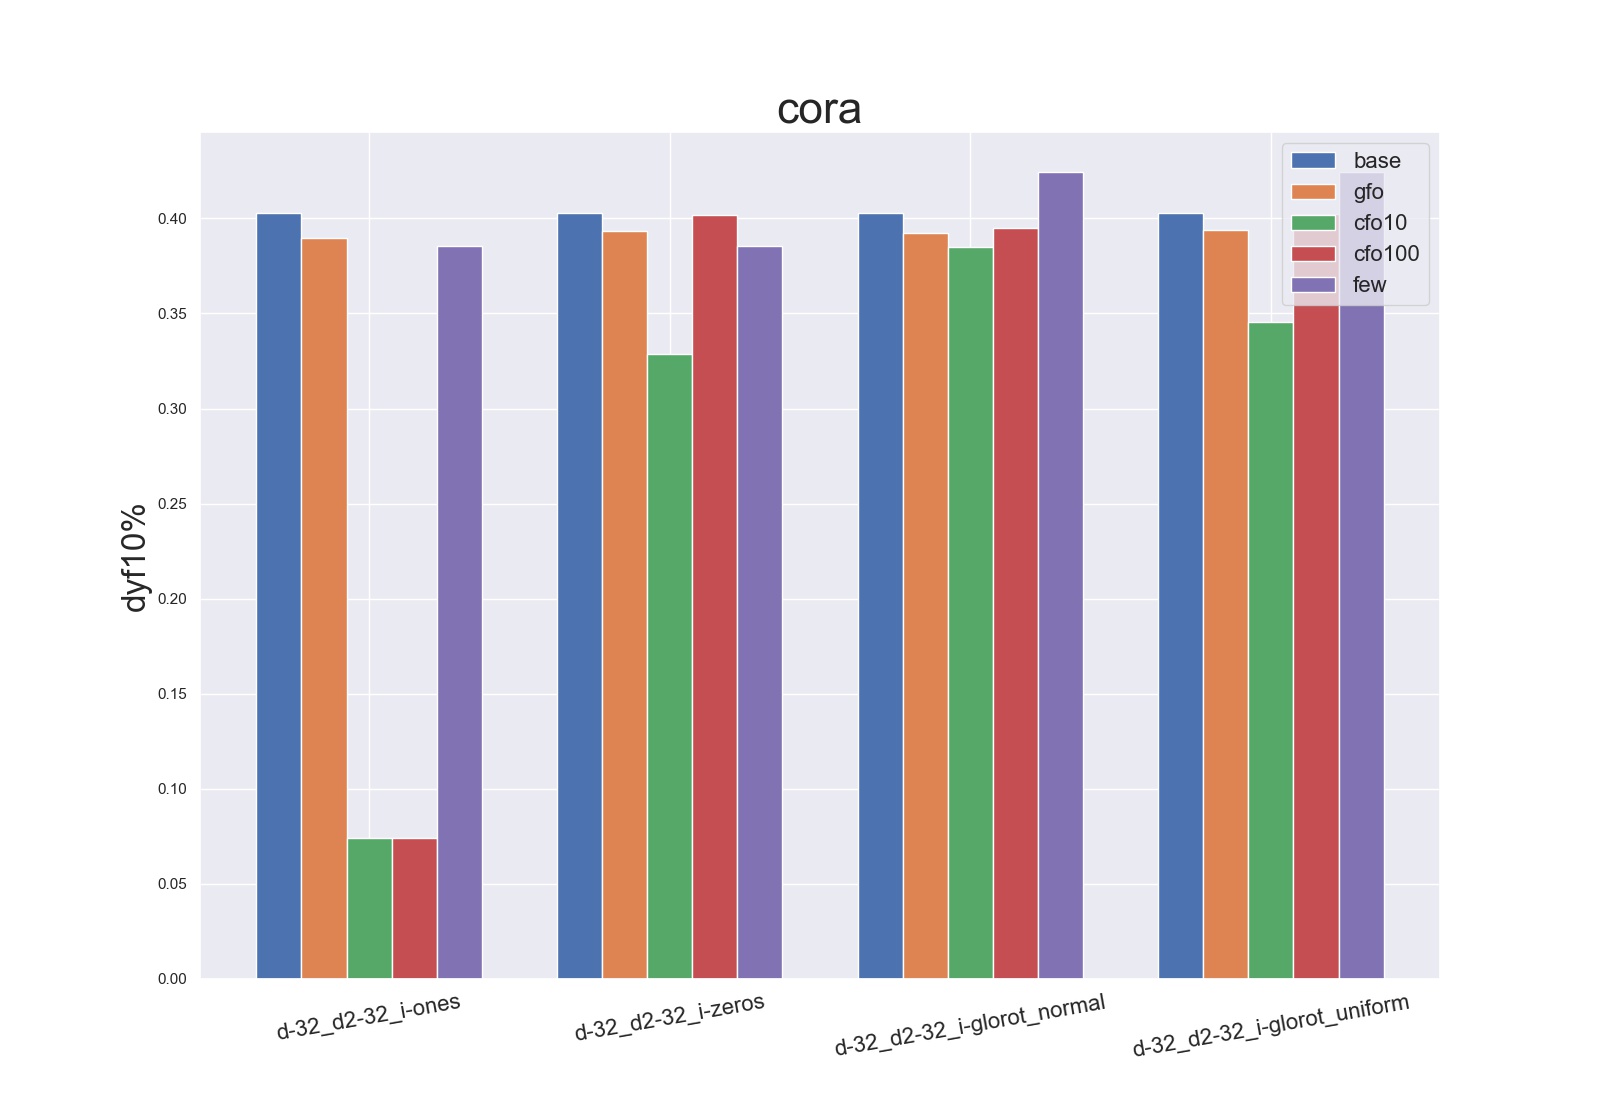 cora
base
gfo
cfo10
cfo100
few
dyf10%
0.40
0.35
0.30
0.25
0.20
0.15
0.10
0.05
0.00
d-32_d2-32_i-ones
d-32_d2-32_i-zeros
d-32_d2-32_i-glorot_normal
d-32_d2-32_i-glorot_uniform